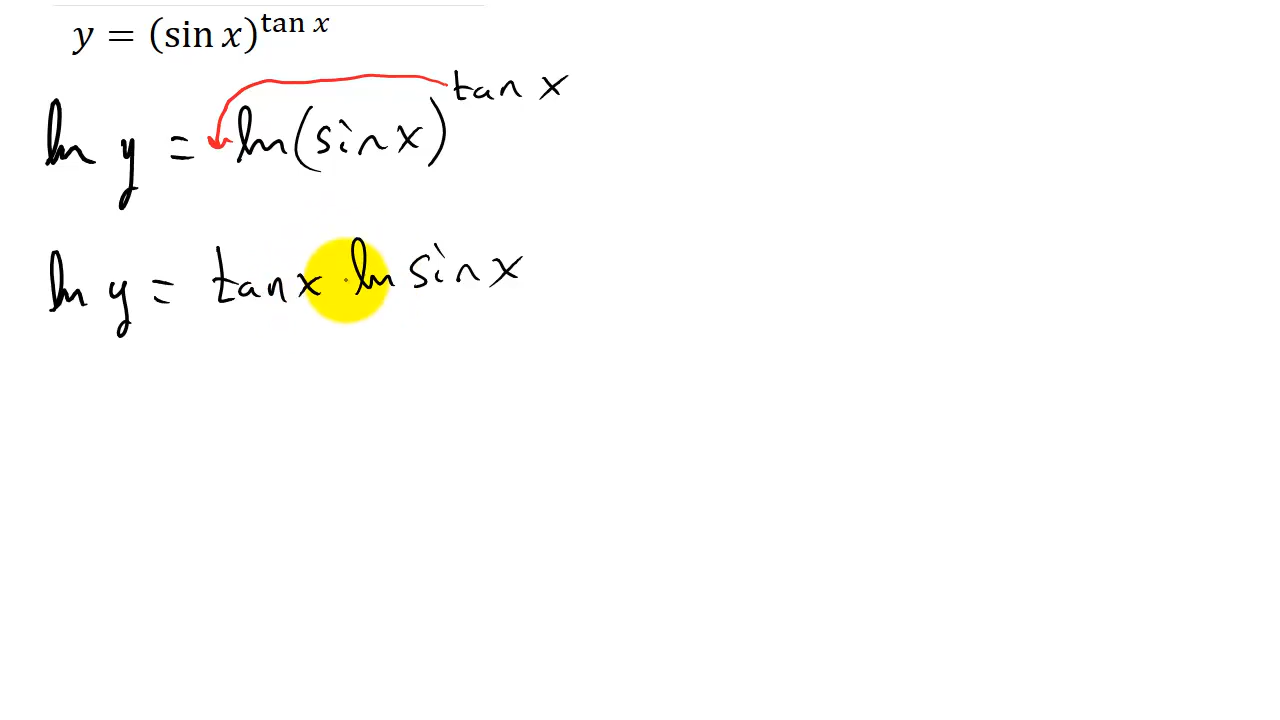 y = (sin x)^{tan x}
ln y = ln(sin x)^{tan x}
ln y = tan x · ln sin x